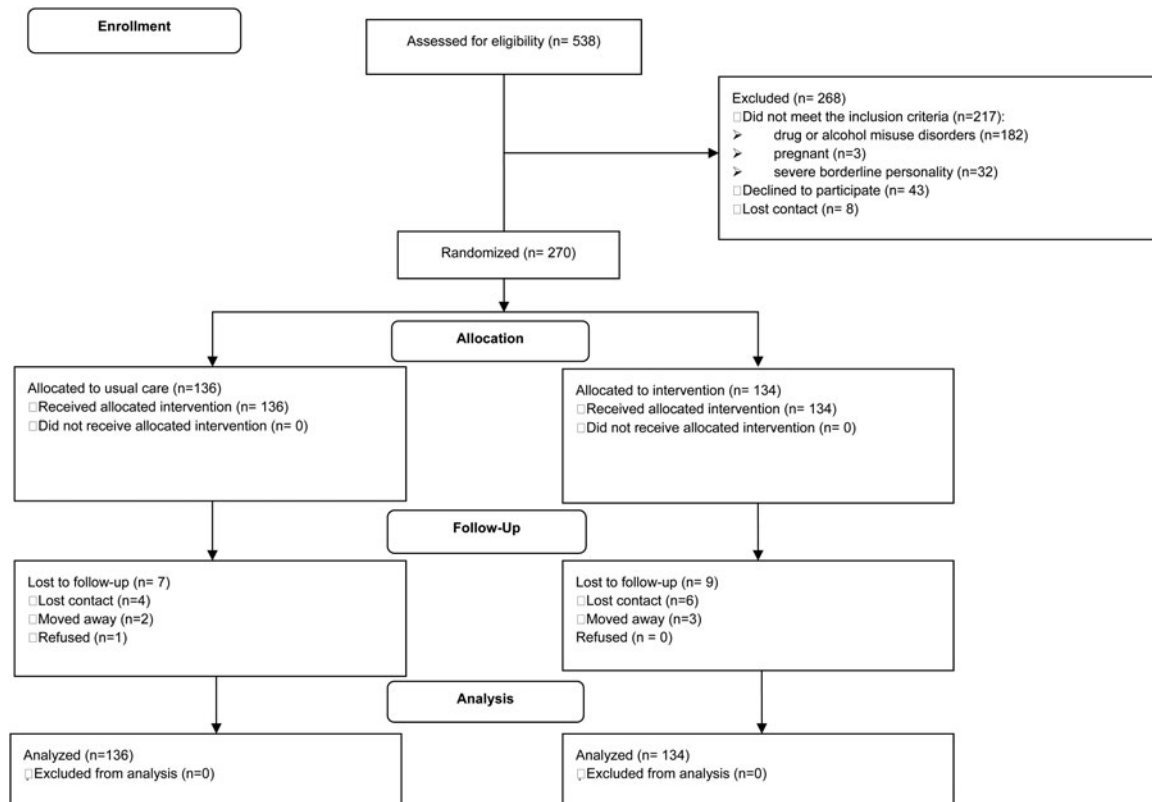 Enrollment
Assessed for eligibility (n= 538)
Excluded (n= 268)
□Did not meet the inclusion criteria (n=217):
➢ drug or alcohol misuse disorders (n=182)
➢ pregnant (n=3)
➢ severe borderline personality (n=32)
□Declined to participate (n= 43)
□Lost contact (n= 8)
Randomized (n= 270)
Allocation
Allocated to usual care (n=136)
□Received allocated intervention (n= 136)
□Did not receive allocated intervention (n= 0)
Allocated to intervention (n= 134)
□Received allocated intervention (n= 134)
□Did not receive allocated intervention (n= 0)
Follow-Up
Lost to follow-up (n= 7)
□Lost contact (n=4)
□Moved away (n=2)
□Refused (n=1)
Lost to follow-up (n= 9)
□Lost contact (n=6)
□Moved away (n=3)
Refused (n = 0)
Analysis
Analyzed (n=136)
□Excluded from analysis (n=0)
Analyzed (n= 134)
□Excluded from analysis (n=0)